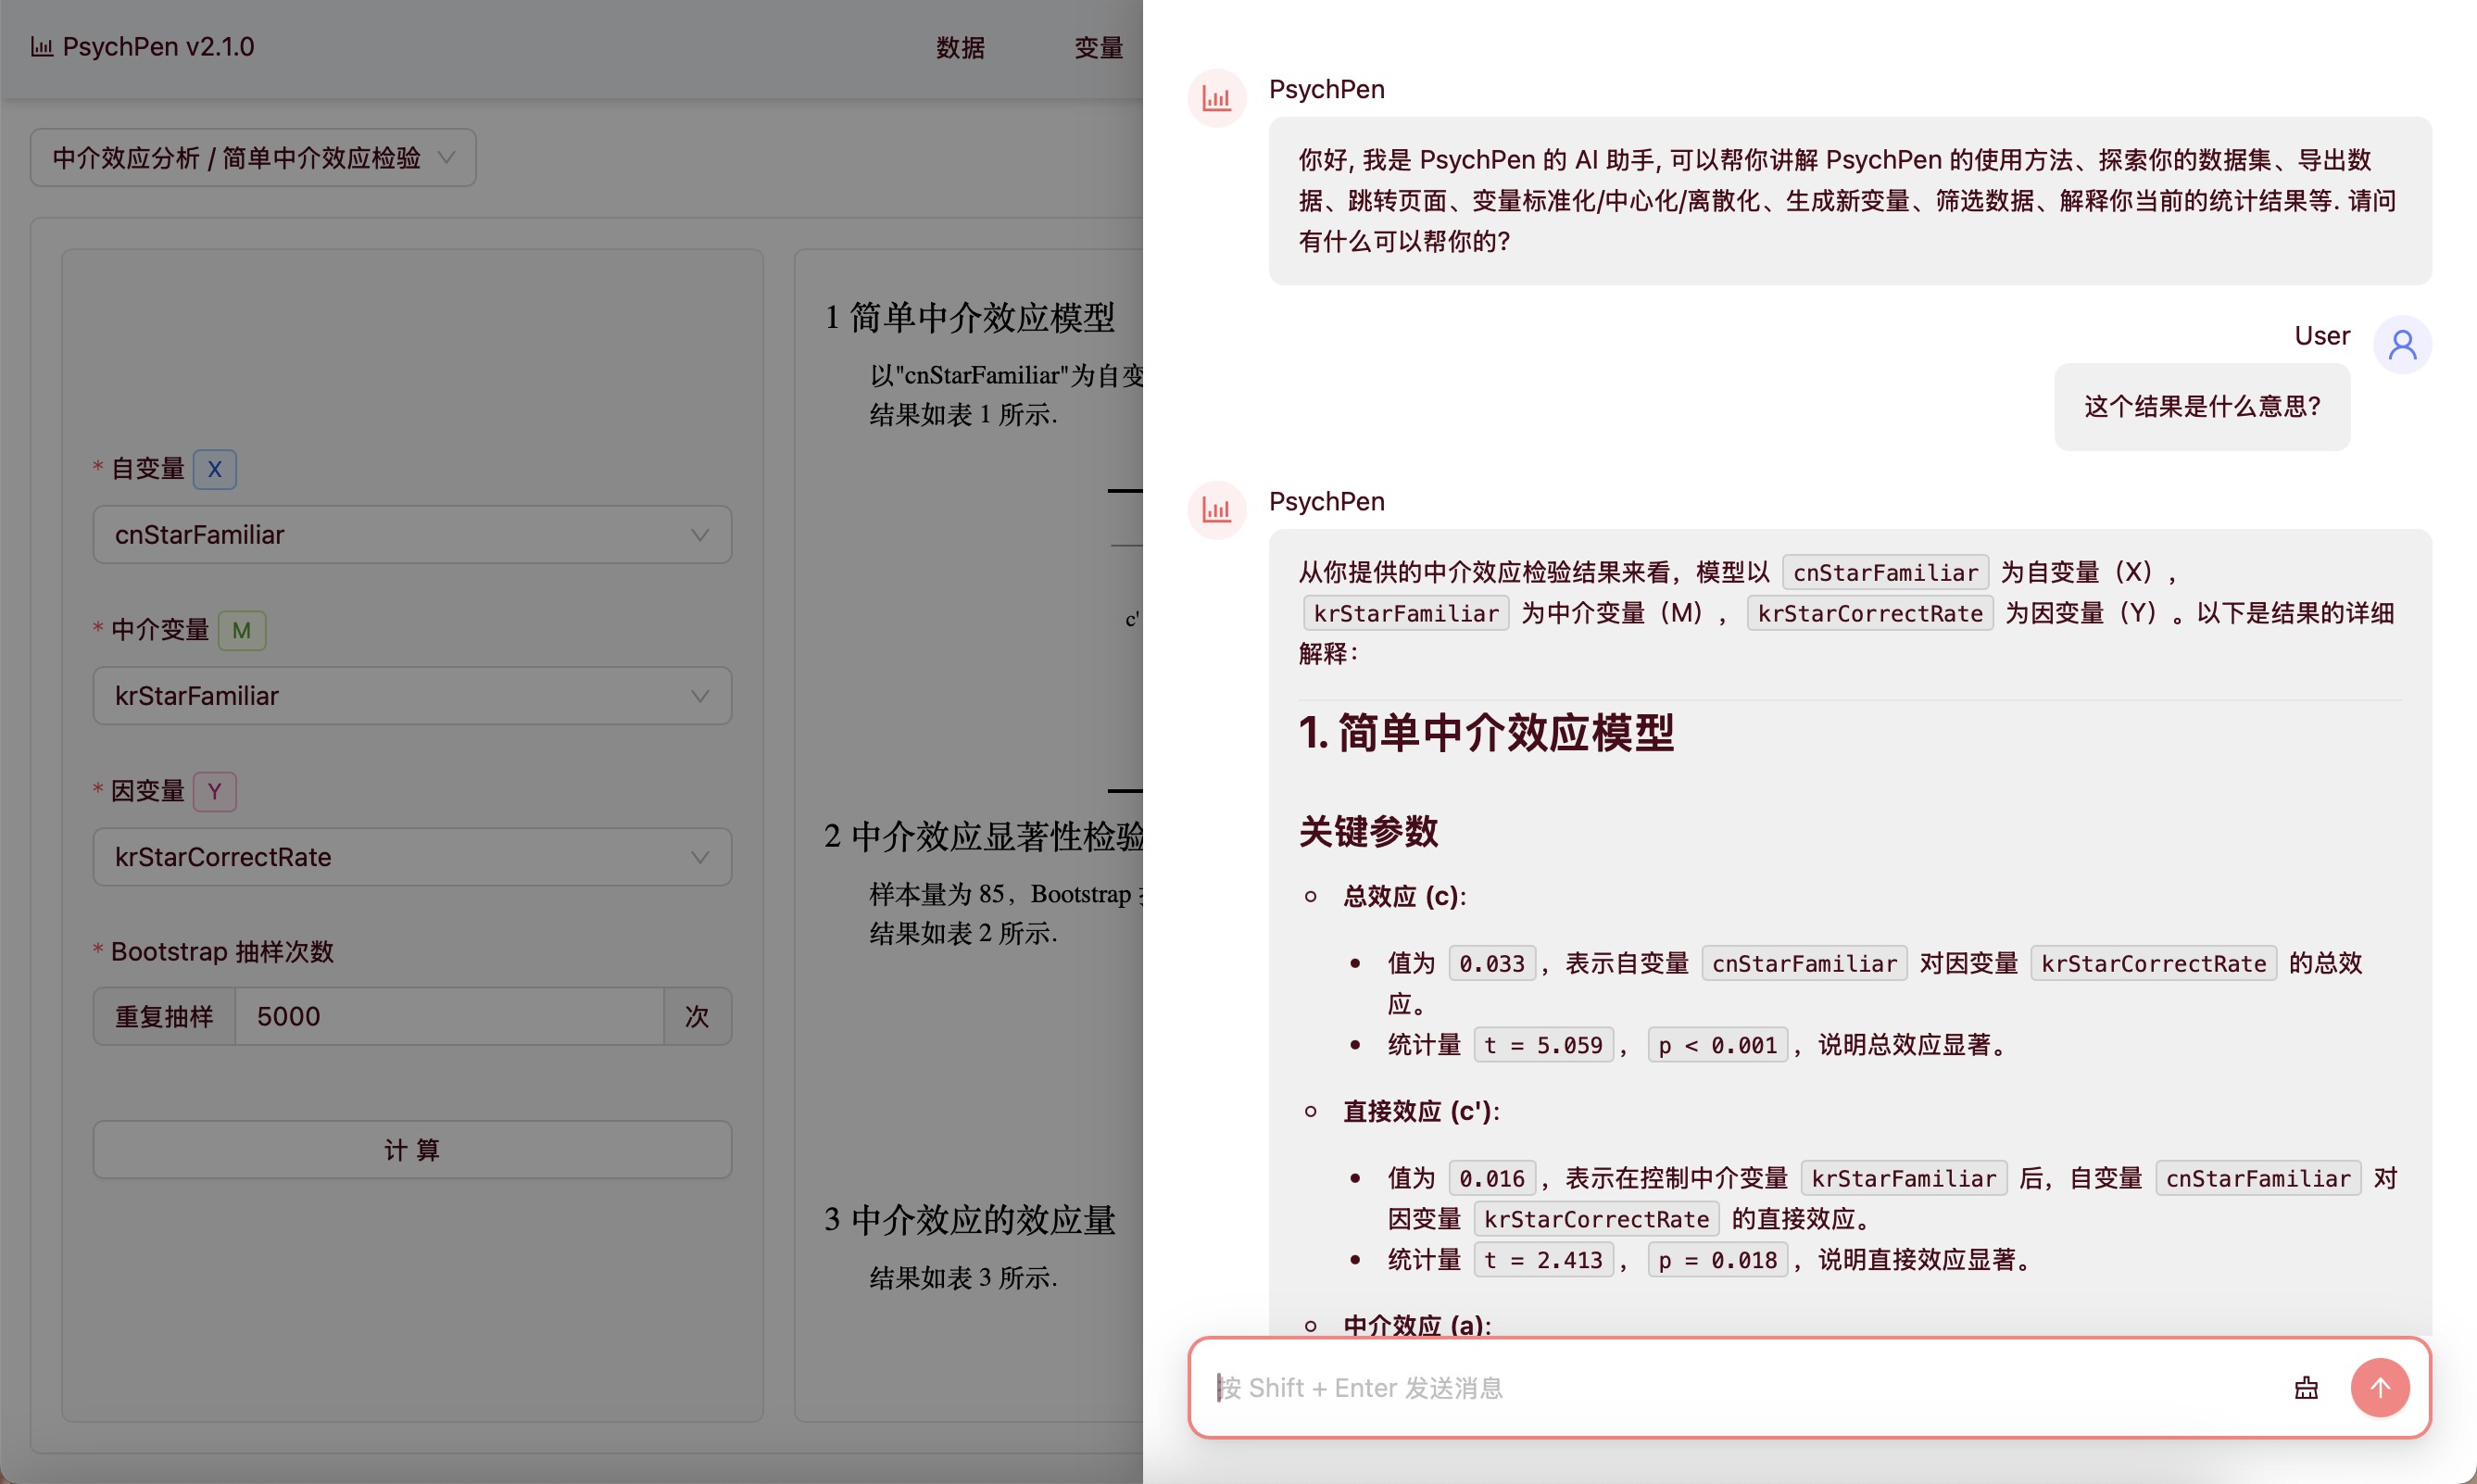 PsychPen v2.1.0
数据
变量
中介效应分析 / 简单中介效应检验
* 自变量 X
cnStarFamiliar
* 中介变量 M
krStarFamiliar
* 因变量 Y
krStarCorrectRate
* Bootstrap 抽样次数
重复抽样 5000 次
计 算
1 简单中介效应模型
以"cnStarFamiliar"为自变
结果如表 1 所示.
c'
2 中介效应显著性检验
样本量为 85，Bootstrap
结果如表 2 所示.
3 中介效应的效应量
结果如表 3 所示.
PsychPen
你好, 我是 PsychPen 的 AI 助手, 可以帮你讲解 PsychPen 的使用方法、探索你的数据集、导出数
据、跳转页面、变量标准化/中心化/离散化、生成新变量、筛选数据、解释你当前的统计结果等. 请问
有什么可以帮你的?
User
这个结果是什么意思?
PsychPen
从你提供的中介效应检验结果来看，模型以 cnStarFamiliar 为自变量（X），
krStarFamiliar 为中介变量（M）， krStarCorrectRate 为因变量（Y）。以下是结果的详细
解释：
1. 简单中介效应模型
关键参数
总效应 (c):
值为 0.033 ，表示自变量 cnStarFamiliar 对因变量 krStarCorrectRate 的总效
应。
统计量 t = 5.059 ， p < 0.001 ，说明总效应显著。
直接效应 (c'):
值为 0.016 ，表示在控制中介变量 krStarFamiliar 后，自变量 cnStarFamiliar 对
因变量 krStarCorrectRate 的直接效应。
统计量 t = 2.413 ， p = 0.018 ，说明直接效应显著。
中介效应 (a):
按 Shift + Enter 发送消息